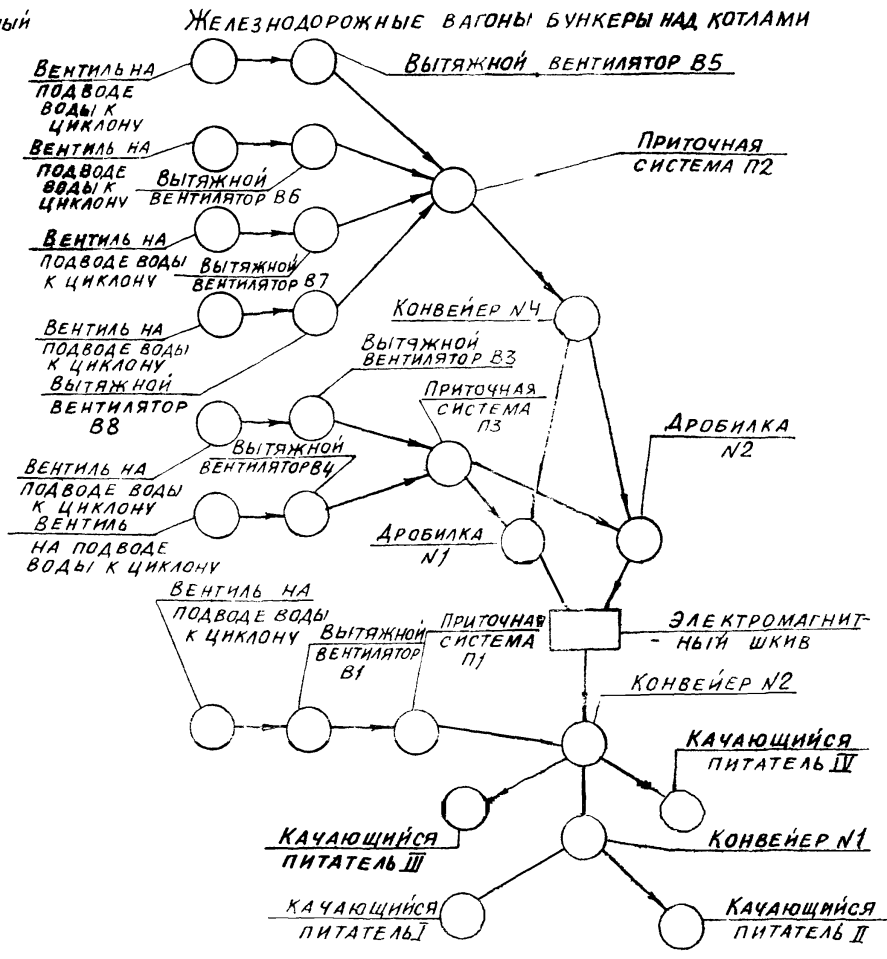 ный
Железнодорожные вагоны бункеры над котлами
Вентиль на
подводе
воды к
циклону
Вытяжной вентилятор В5
Вентиль на
подводе
воды к
циклону
Вытяжной
вентилятор В6
Приточная
система П2
Вентиль на
подводе воды
к циклону
Вытяжной
вентилятор В7
Вентиль на
подводе воды
к циклону
Вытяжной
вентилятор
В8
Конвейер N4
Вытяжной
вентилятор В3
Приточная
система
П3
Дробилка
N2
Вытяжной
вентилятор В4
Вентиль на
подводе воды
к циклону
Вентиль
на подводе
воды к циклону
Дробилка
N1
Вентиль на
подводе воды
к циклону
Вытяжной
вентилятор
В1
Приточная
система
П1
Электромагнит-
ный шкив
Конвейер N2
Качающийся
питатель IV
Качающийся
питатель III
Конвейер N1
Качающийся
питатель I
Качающийся
питатель II